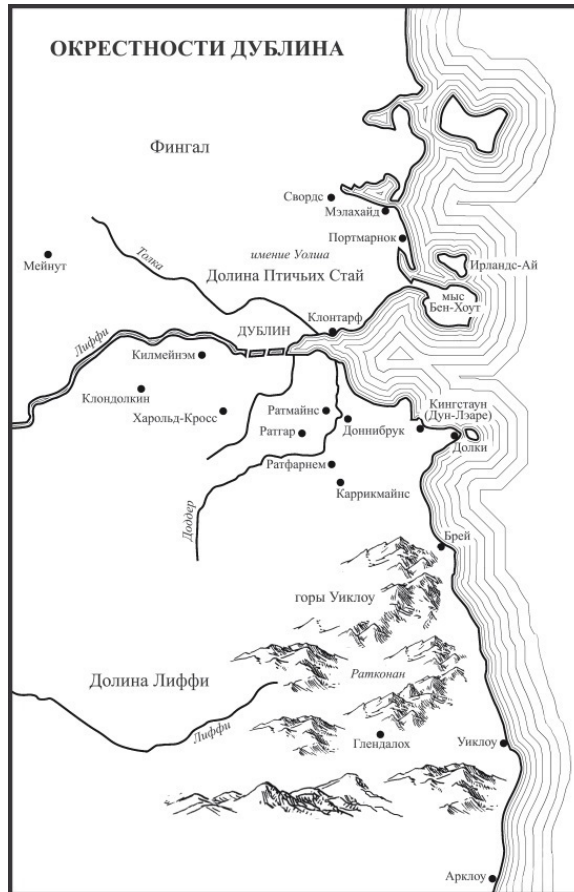 ОКРЕСТНОСТИ ДУБЛИНА
Фингал
Свордс
Мэлахайд
Портмарнок
Мейнут
Толка
имение Уолша
Долина Птичьих Стай
Ирландс-Ай
мыс
Бен-Хоут
Клонтарф
ДУБЛИН
Лиффи
Килмейнэм
Клондолкин
Харольд-Кросс
Ратмайнс
Ратгар
Доннибрук
Кингстаун
(Дун-Лэаре)
Долки
Ратфарнем
Каррикмайнс
Доддер
Брей
горы Уиклоу
Ратконан
Долина Лиффи
Лиффи
Глендалох
Уиклоу
Арклоу